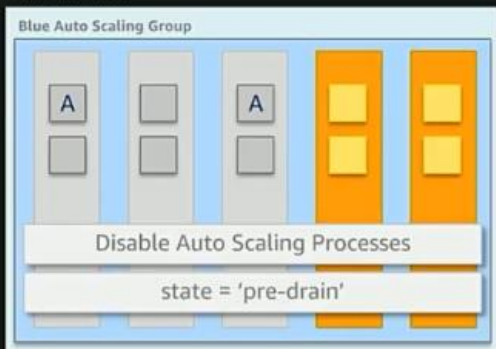 Blue Auto Scaling Group
A
A
Disable Auto Scaling Processes
state = 'pre-drain'